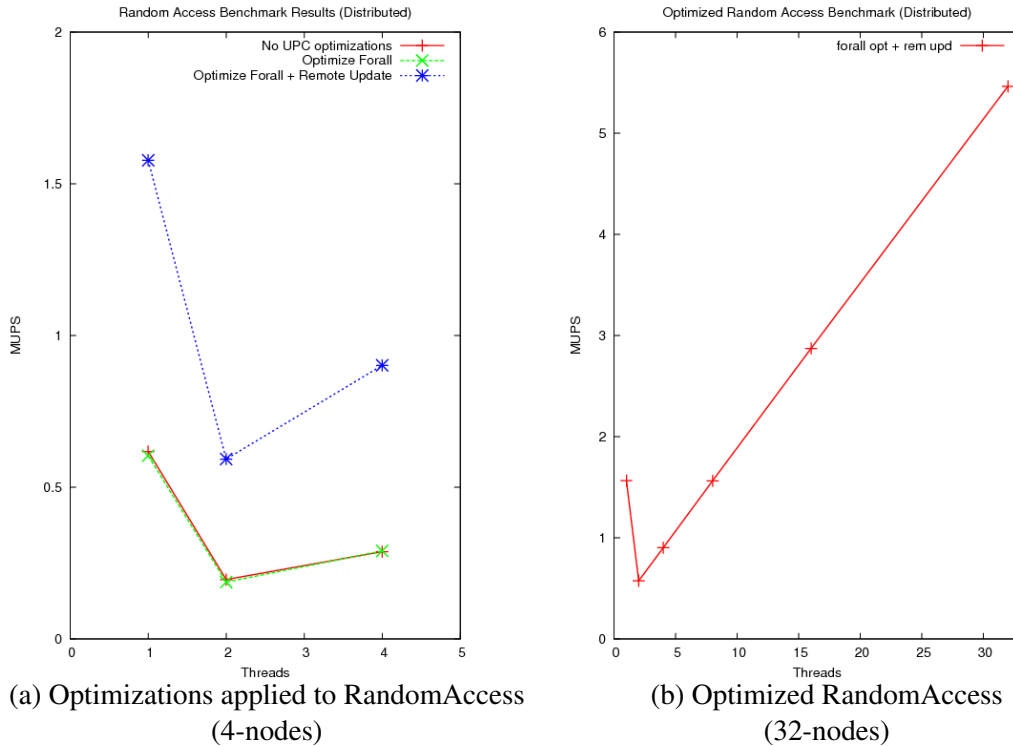 Random Access Benchmark Results (Distributed)
No UPC optimizations
Optimize Forall
Optimize Forall + Remote Update
2
1.5
1
0.5
0
MUPS
0 1 2 3 4 5
Threads
(a) Optimizations applied to RandomAccess
(4-nodes)
Optimized Random Access Benchmark (Distributed)
forall opt + rem upd
6
5
4
3
2
1
0
MUPS
0 5 10 15 20 25 30
Threads
(b) Optimized RandomAccess
(32-nodes)